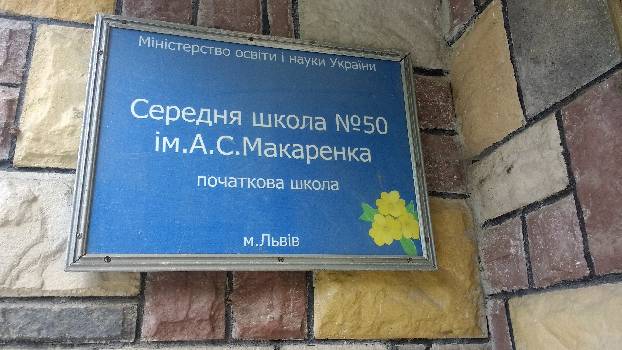 Міністерство освіти і науки України
Середня школа №50
ім.А.С.Макаренка
початкова школа
м.Львів